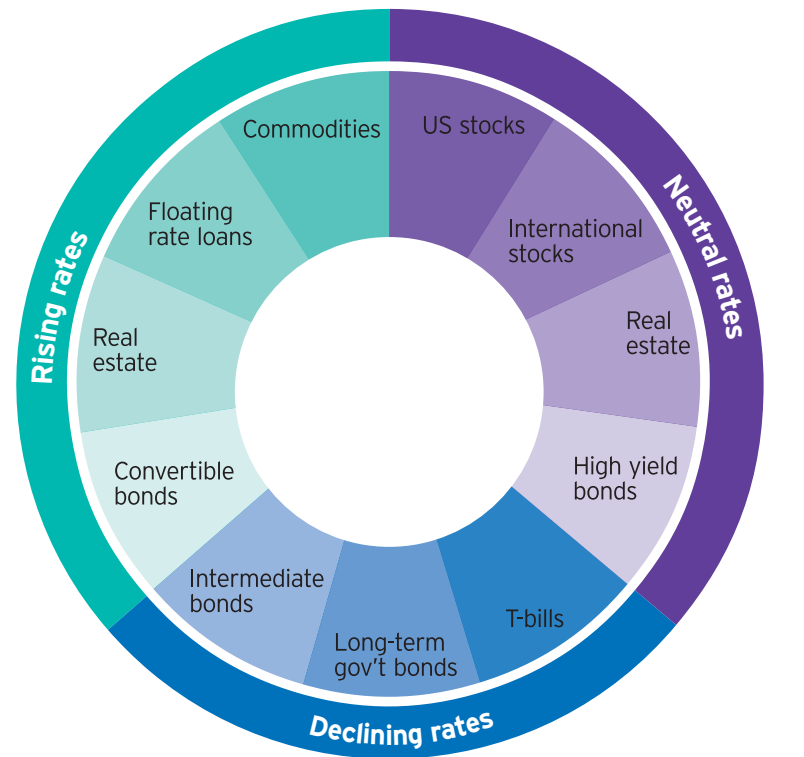 Commodities
US stocks
Floating
rate loans
International
stocks
Rising rates
Neutral rates
Real
estate
Real
estate
Convertible
bonds
High yield
bonds
Intermediate
bonds
T-bills
Long-term
gov't bonds
Declining rates